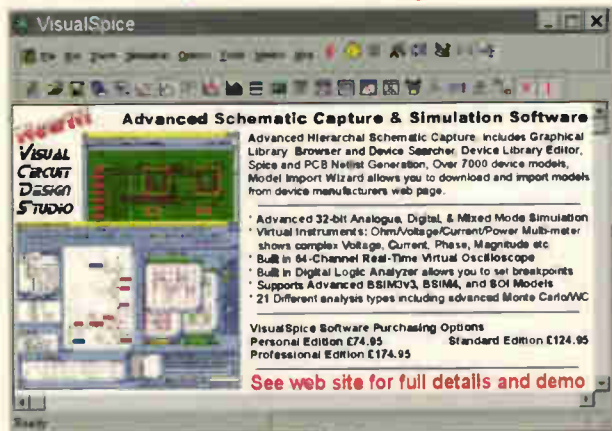 VisualSpice
Advanced Schematic Capture & Simulation Software
VISUAL
CIRCUIT
DESIGN
STUDIO
Advanced Hierarchal Schematic Capture. Includes Graphical
Library Browser and Device Searcher, Device Library Editor,
Spice and PCB Netlist Generation, Over 7000 device models,
Model Import Wizard allows you to download and import models
from device manufacturers web page.
* Advanced 32-bit Analogue, Digital, & Mixed Mode Simulation
* Virtual Instruments: Ohm/Voltage/Current/Power Multi-meter
shows complex Voltage, Current, Phase, Magnitude etc
* Built in 64-Channel Real-Time Virtual Oscilloscope
* Built in Digital Logic Analyzer allows you to set breakpoints
* Supports Advanced BSIM3v3, BSIM4, and SOI Models
* 21 Different analysis types including advanced Monte Carlo/WC
VisualSpice Software Purchasing Options
Personal Edition £74.95 Standard Edition £124.95
Professional Edition £174.95
See web site for full details and demo
Ready